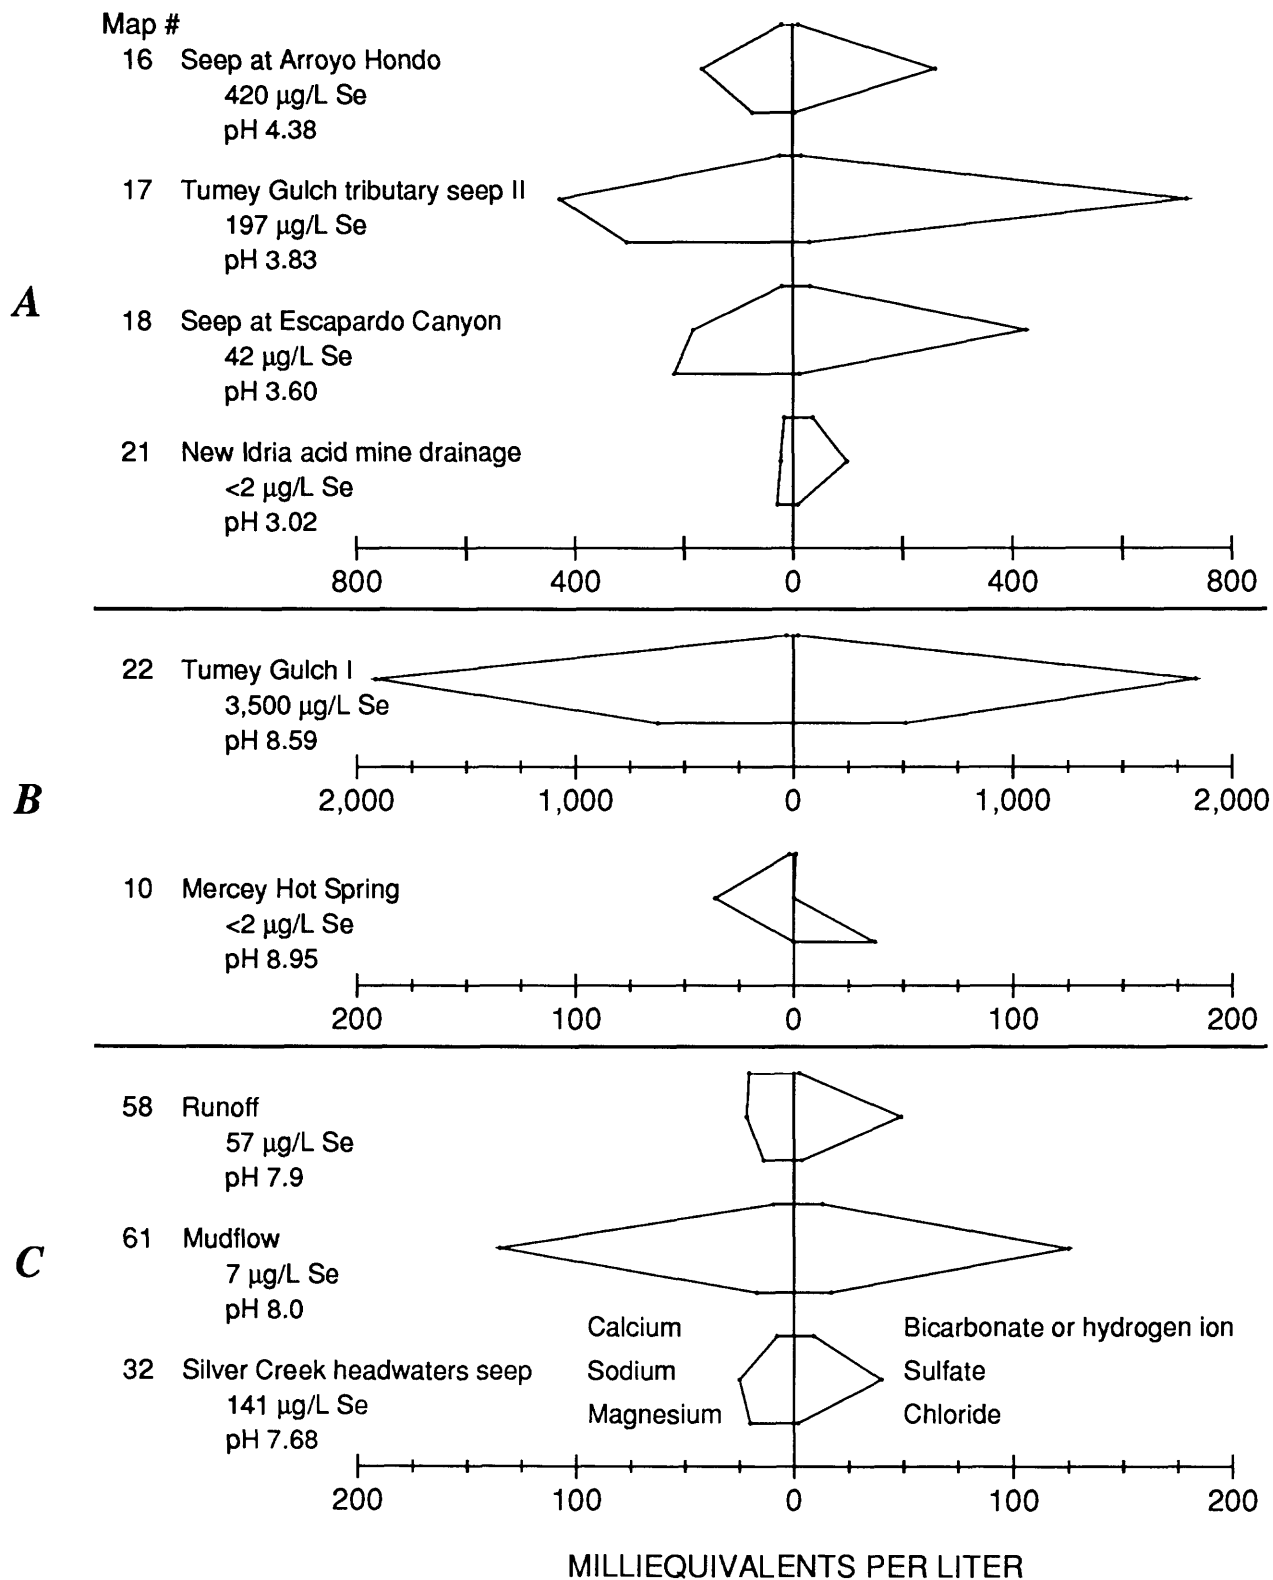 Map #
16 Seep at Arroyo Hondo
420 µg/L Se
pH 4.38
17 Tumey Gulch tributary seep II
197 µg/L Se
pH 3.83
A
18 Seep at Escapardo Canyon
42 µg/L Se
pH 3.60
21 New Idria acid mine drainage
<2 µg/L Se
pH 3.02
800 400 0 400 800
22 Tumey Gulch I
3,500 µg/L Se
pH 8.59
2,000 1,000 0 1,000 2,000
B
10 Mercey Hot Spring
<2 µg/L Se
pH 8.95
200 100 0 100 200
58 Runoff
57 µg/L Se
pH 7.9
61 Mudflow
C
7 µg/L Se
pH 8.0
Calcium Bicarbonate or hydrogen ion
32 Silver Creek headwaters seep Sodium Sulfate
141 µg/L Se Magnesium Chloride
pH 7.68
200 100 0 100 200
MILLIEQUIVALENTS PER LITER